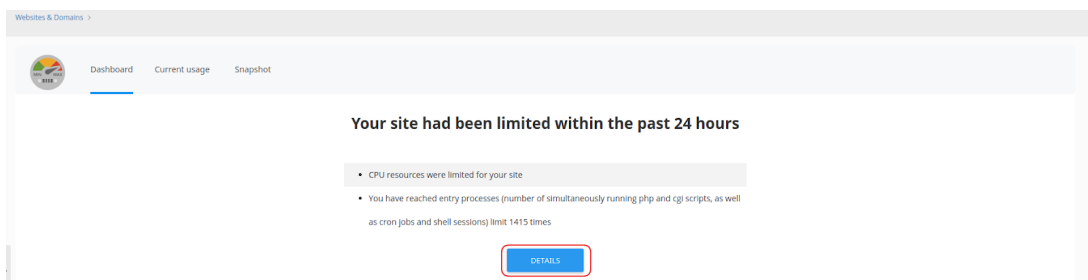 Websites & Domains >
Dashboard Current usage Snapshot
Your site had been limited within the past 24 hours
• CPU resources were limited for your site
• You have reached entry processes (number of simultaneously running php and cgi scripts, as well
as cron jobs and shell sessions) limit 1415 times
DETAILS